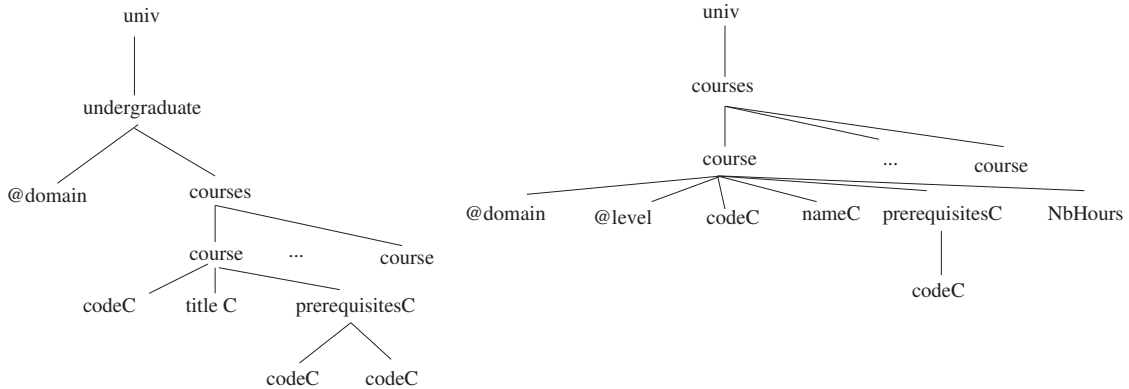 univ
undergraduate
@domain courses
course ... course
codeC title C prerequisitesC
codeC codeC
univ
courses
course ... course
@domain @level codeC nameC prerequisitesC NbHours
codeC